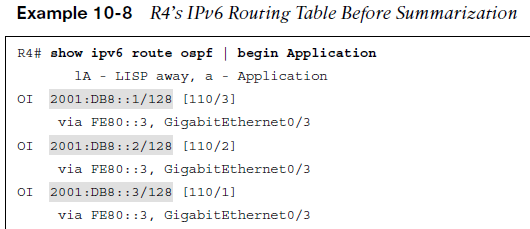 Example 10-8 R4's IPv6 Routing Table Before Summarization
R4# show ipv6 route ospf | begin Application
lA - LISP away, a - Application
OI 2001:DB8::1/128 [110/3]
via FE80::3, GigabitEthernet0/3
OI 2001:DB8::2/128 [110/2]
via FE80::3, GigabitEthernet0/3
OI 2001:DB8::3/128 [110/1]
via FE80::3, GigabitEthernet0/3